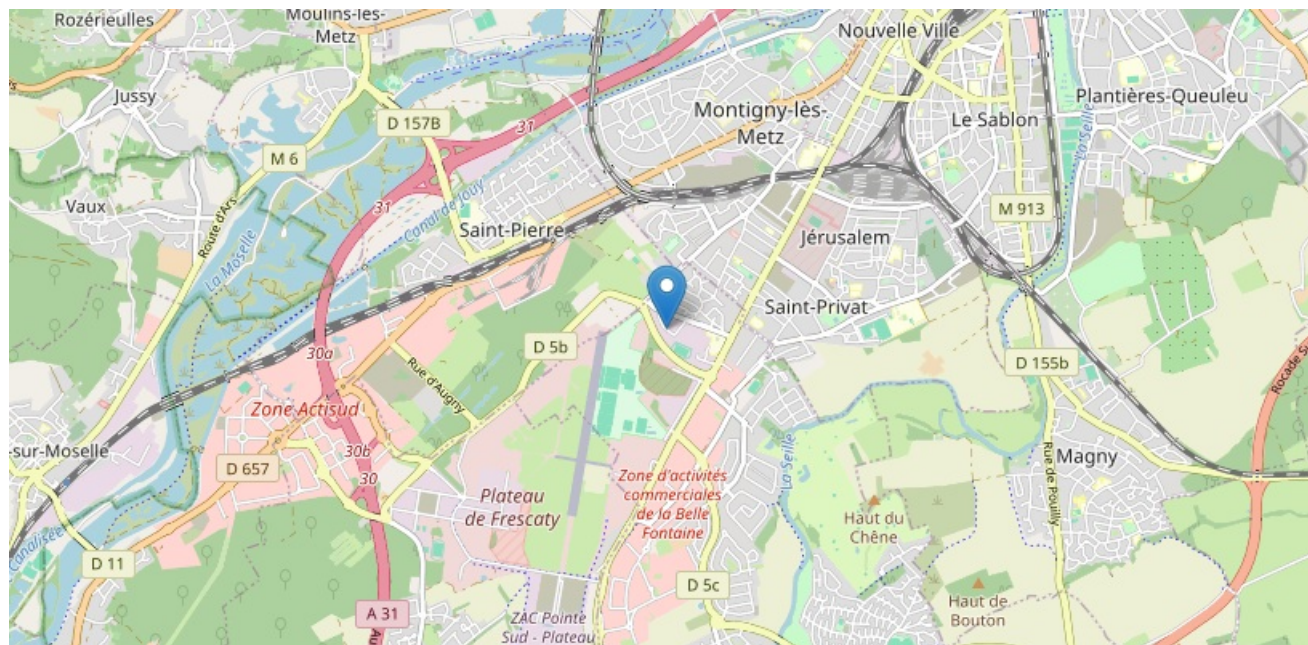 Rozérieulles
Moulins-lès-
Metz
Nouvelle Ville
Jussy
D 157B
31
Montigny-lès-
Metz
Le Sablon
Plantières-Queuleu
La Seille
M 6
Vaux
Route d'Ars
La Moselle
31
Canal de Jouy
Saint-Pierre
Jérusalem
M 913
Saint-Privat
30a
D 5b
Rue d'Augny
D 155b
Rocade Su
Zone Actisud
30b
-sur-Moselle
D 657
30
Plateau
de Frescaty
Zone d'activités
commerciales
de la Belle
Fontaine
La Seille
Haut du
Chêne
Rue de Pouilly
Magny
Canalisée
D 11
A 31
Au
D 5c
Haut de
Bouton
ZAC Pointe
Sud - Plateau